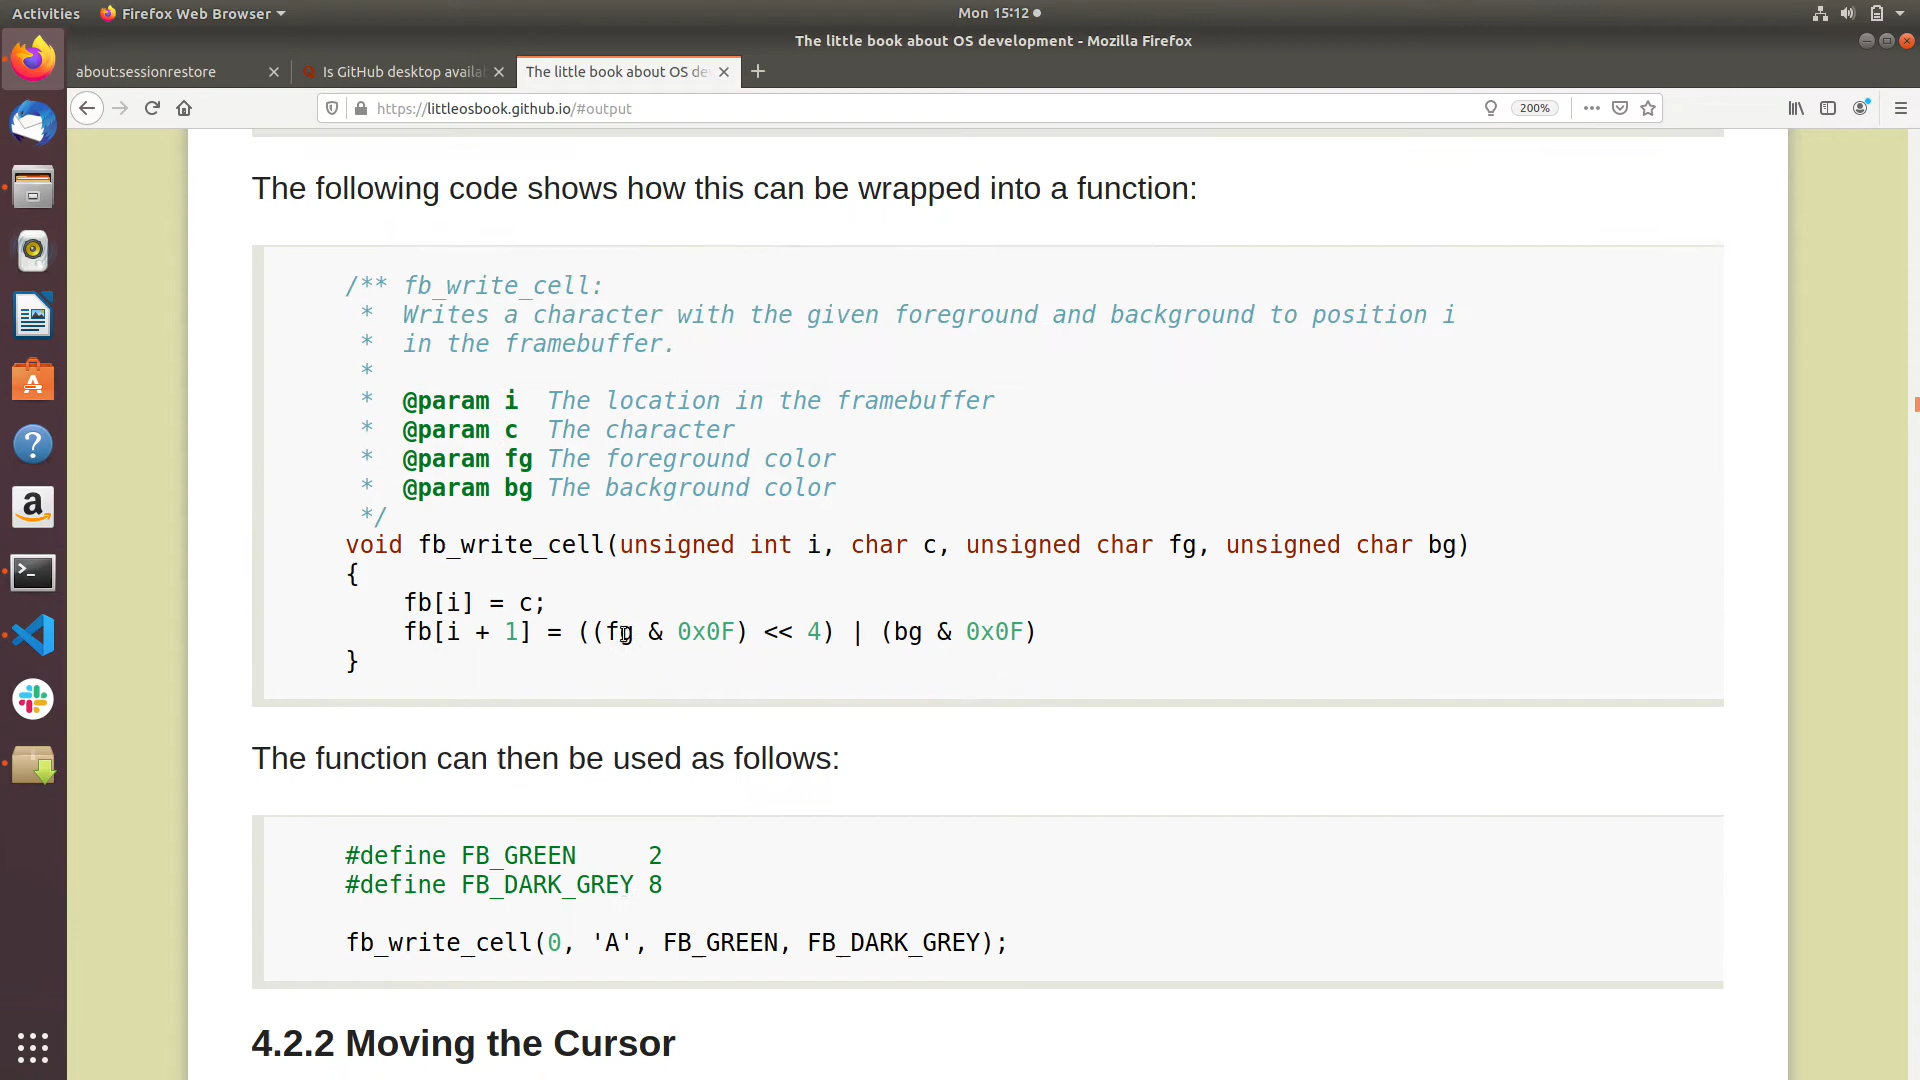 Activities
Firefox Web Browser
Mon 15:12
The little book about OS development - Mozilla Firefox
about:sessionrestore
Is GitHub desktop availa
The little book about OS de
https://littleosbook.github.io/#output
200%
The following code shows how this can be wrapped into a function:
/** fb_write_cell:
*  Writes a character with the given foreground and background to position i
*  in the framebuffer.
*
*  @param i  The location in the framebuffer
*  @param c  The character
*  @param fg The foreground color
*  @param bg The background color
*/
void fb_write_cell(unsigned int i, char c, unsigned char fg, unsigned char bg)
{
fb[i] = c;
fb[i + 1] = ((fg & 0x0F) << 4) | (bg & 0x0F)
}
The function can then be used as follows:
#define FB_GREEN     2
#define FB_DARK_GREY 8
fb_write_cell(0, 'A', FB_GREEN, FB_DARK_GREY);
4.2.2 Moving the Cursor